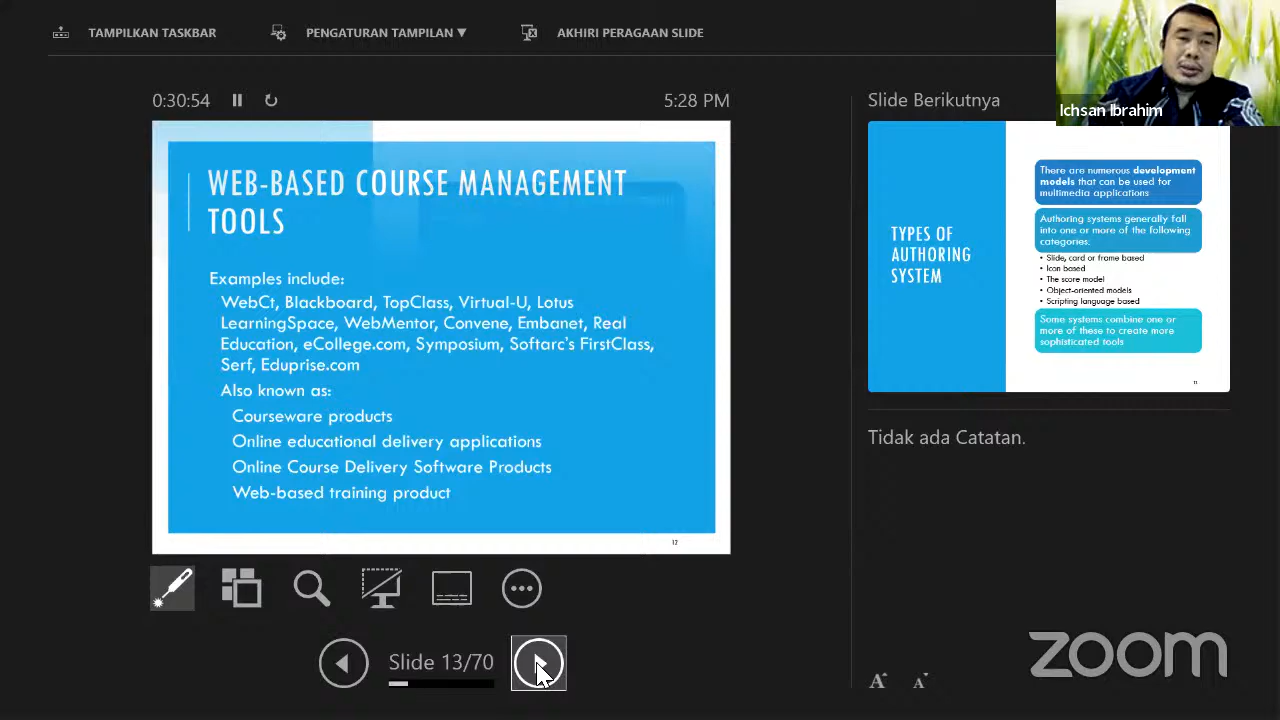 TAMPILKAN TASKBAR
PENGATURAN TAMPILAN ▼
AKHIRI PERAGAAN SLIDE
Ichsan Ibrahim
0:30:54
5:28 PM
WEB-BASED COURSE MANAGEMENT
TOOLS
Examples include:
WebCt, Blackboard, TopClass, Virtual-U, Lotus
LearningSpace, WebMentor, Convene, Embanet, Real
Education, eCollege.com, Symposium, Softarc's FirstClass,
Serf, Eduprise.com
Also known as:
Courseware products
Online educational delivery applications
Online Course Delivery Software Products
Web-based training product
12
Slide 13/70
Slide Berikutnya
TYPES OF
AUTHORING
SYSTEM
There are numerous development
models that can be used for
multimedia applications
Authoring systems generally fall
into one or more of the following
categories:
• Slide, card or frame based
• Icon based
• The score model
• Object-oriented models
• Scripting language based
Some systems combine one or
more of these to create more
sophisticated tools
Tidak ada Catatan.
A A
zoom